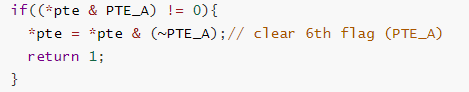 if((*pte & PTE_A) != 0){
  *pte = *pte & (~PTE_A);// clear 6th flag (PTE_A)
  return 1;
}